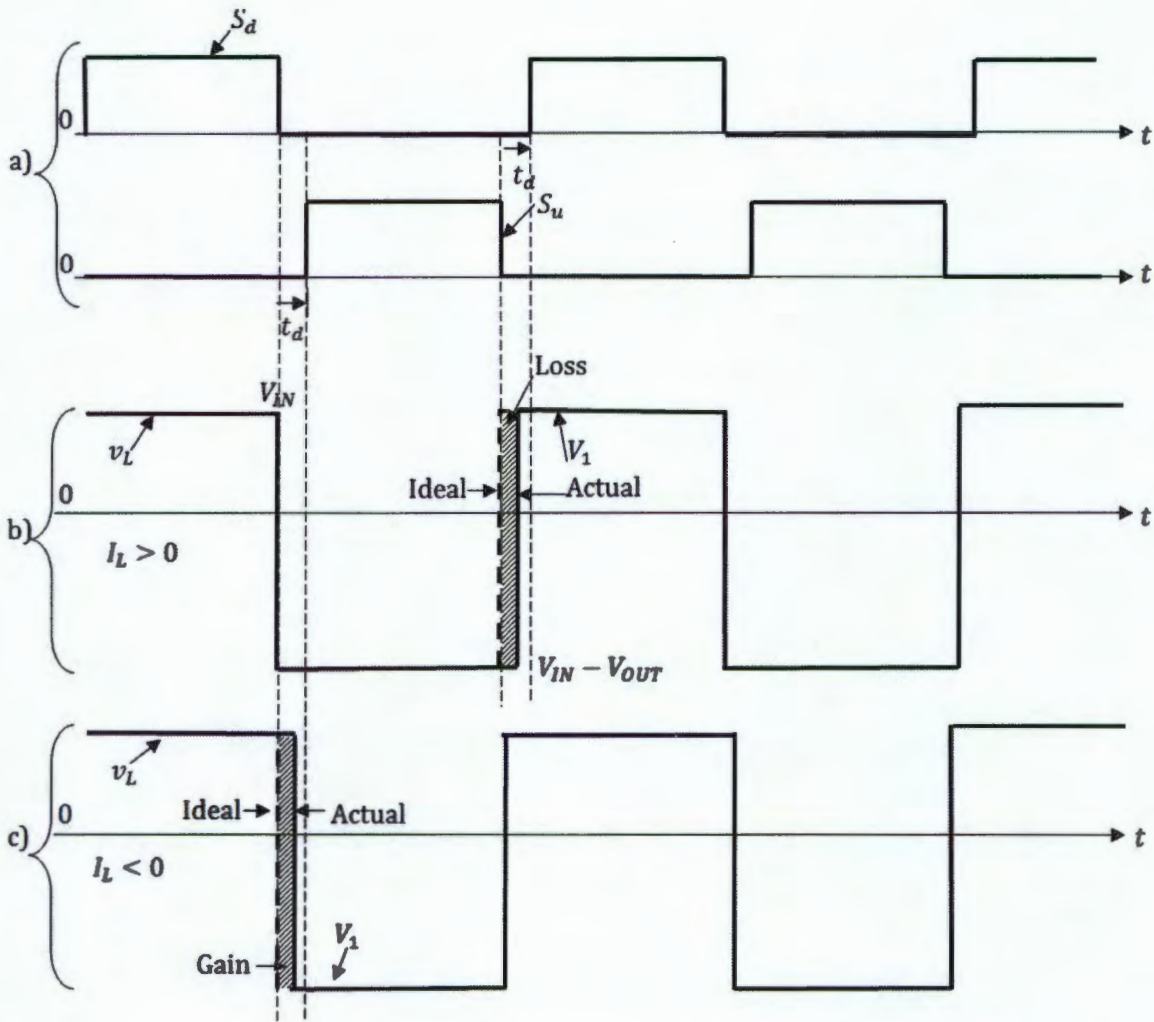 S_d
0
t
a)
t_d
S_u
0
t
t_d
Loss
V_IN
v_L
V_1
Ideal Actual
0
t
b)
I_L > 0
V_IN − V_OUT
v_L
0
Ideal Actual
t
c)
I_L < 0
V_1
Gain